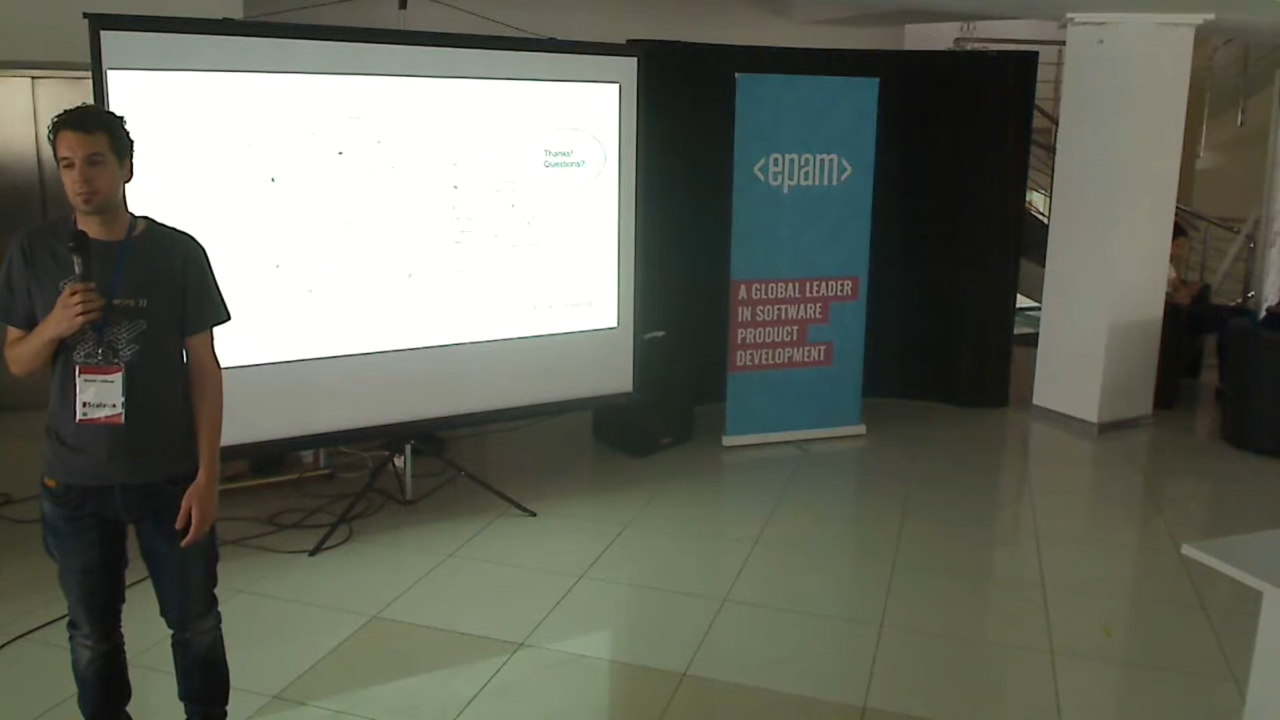 Thanks!
Questions?
<epam>
A GLOBAL LEADER
IN SOFTWARE
PRODUCT
DEVELOPMENT